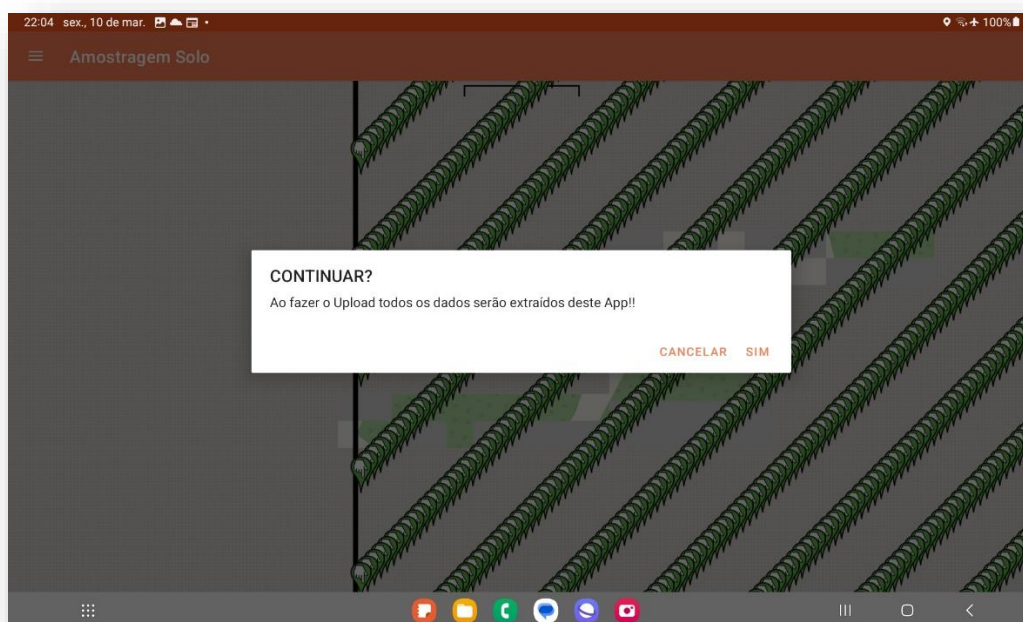 22:04 sex., 10 de mar.
100%
Amostragem Solo
CONTINUAR?
Ao fazer o Upload todos os dados serão extraídos deste App!!
CANCELAR SIM